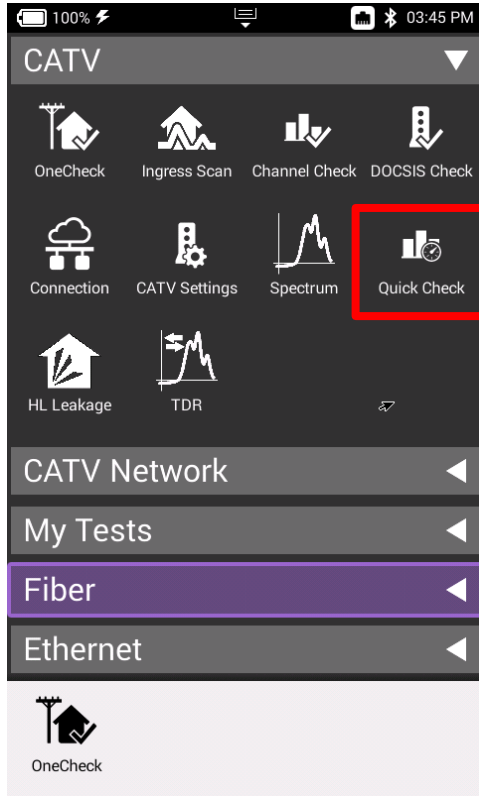 100% 03:45 PM
CATV
OneCheck Ingress Scan Channel Check DOCSIS Check
Connection CATV Settings Spectrum Quick Check
HL Leakage TDR
CATV Network
My Tests
Fiber
Ethernet
OneCheck